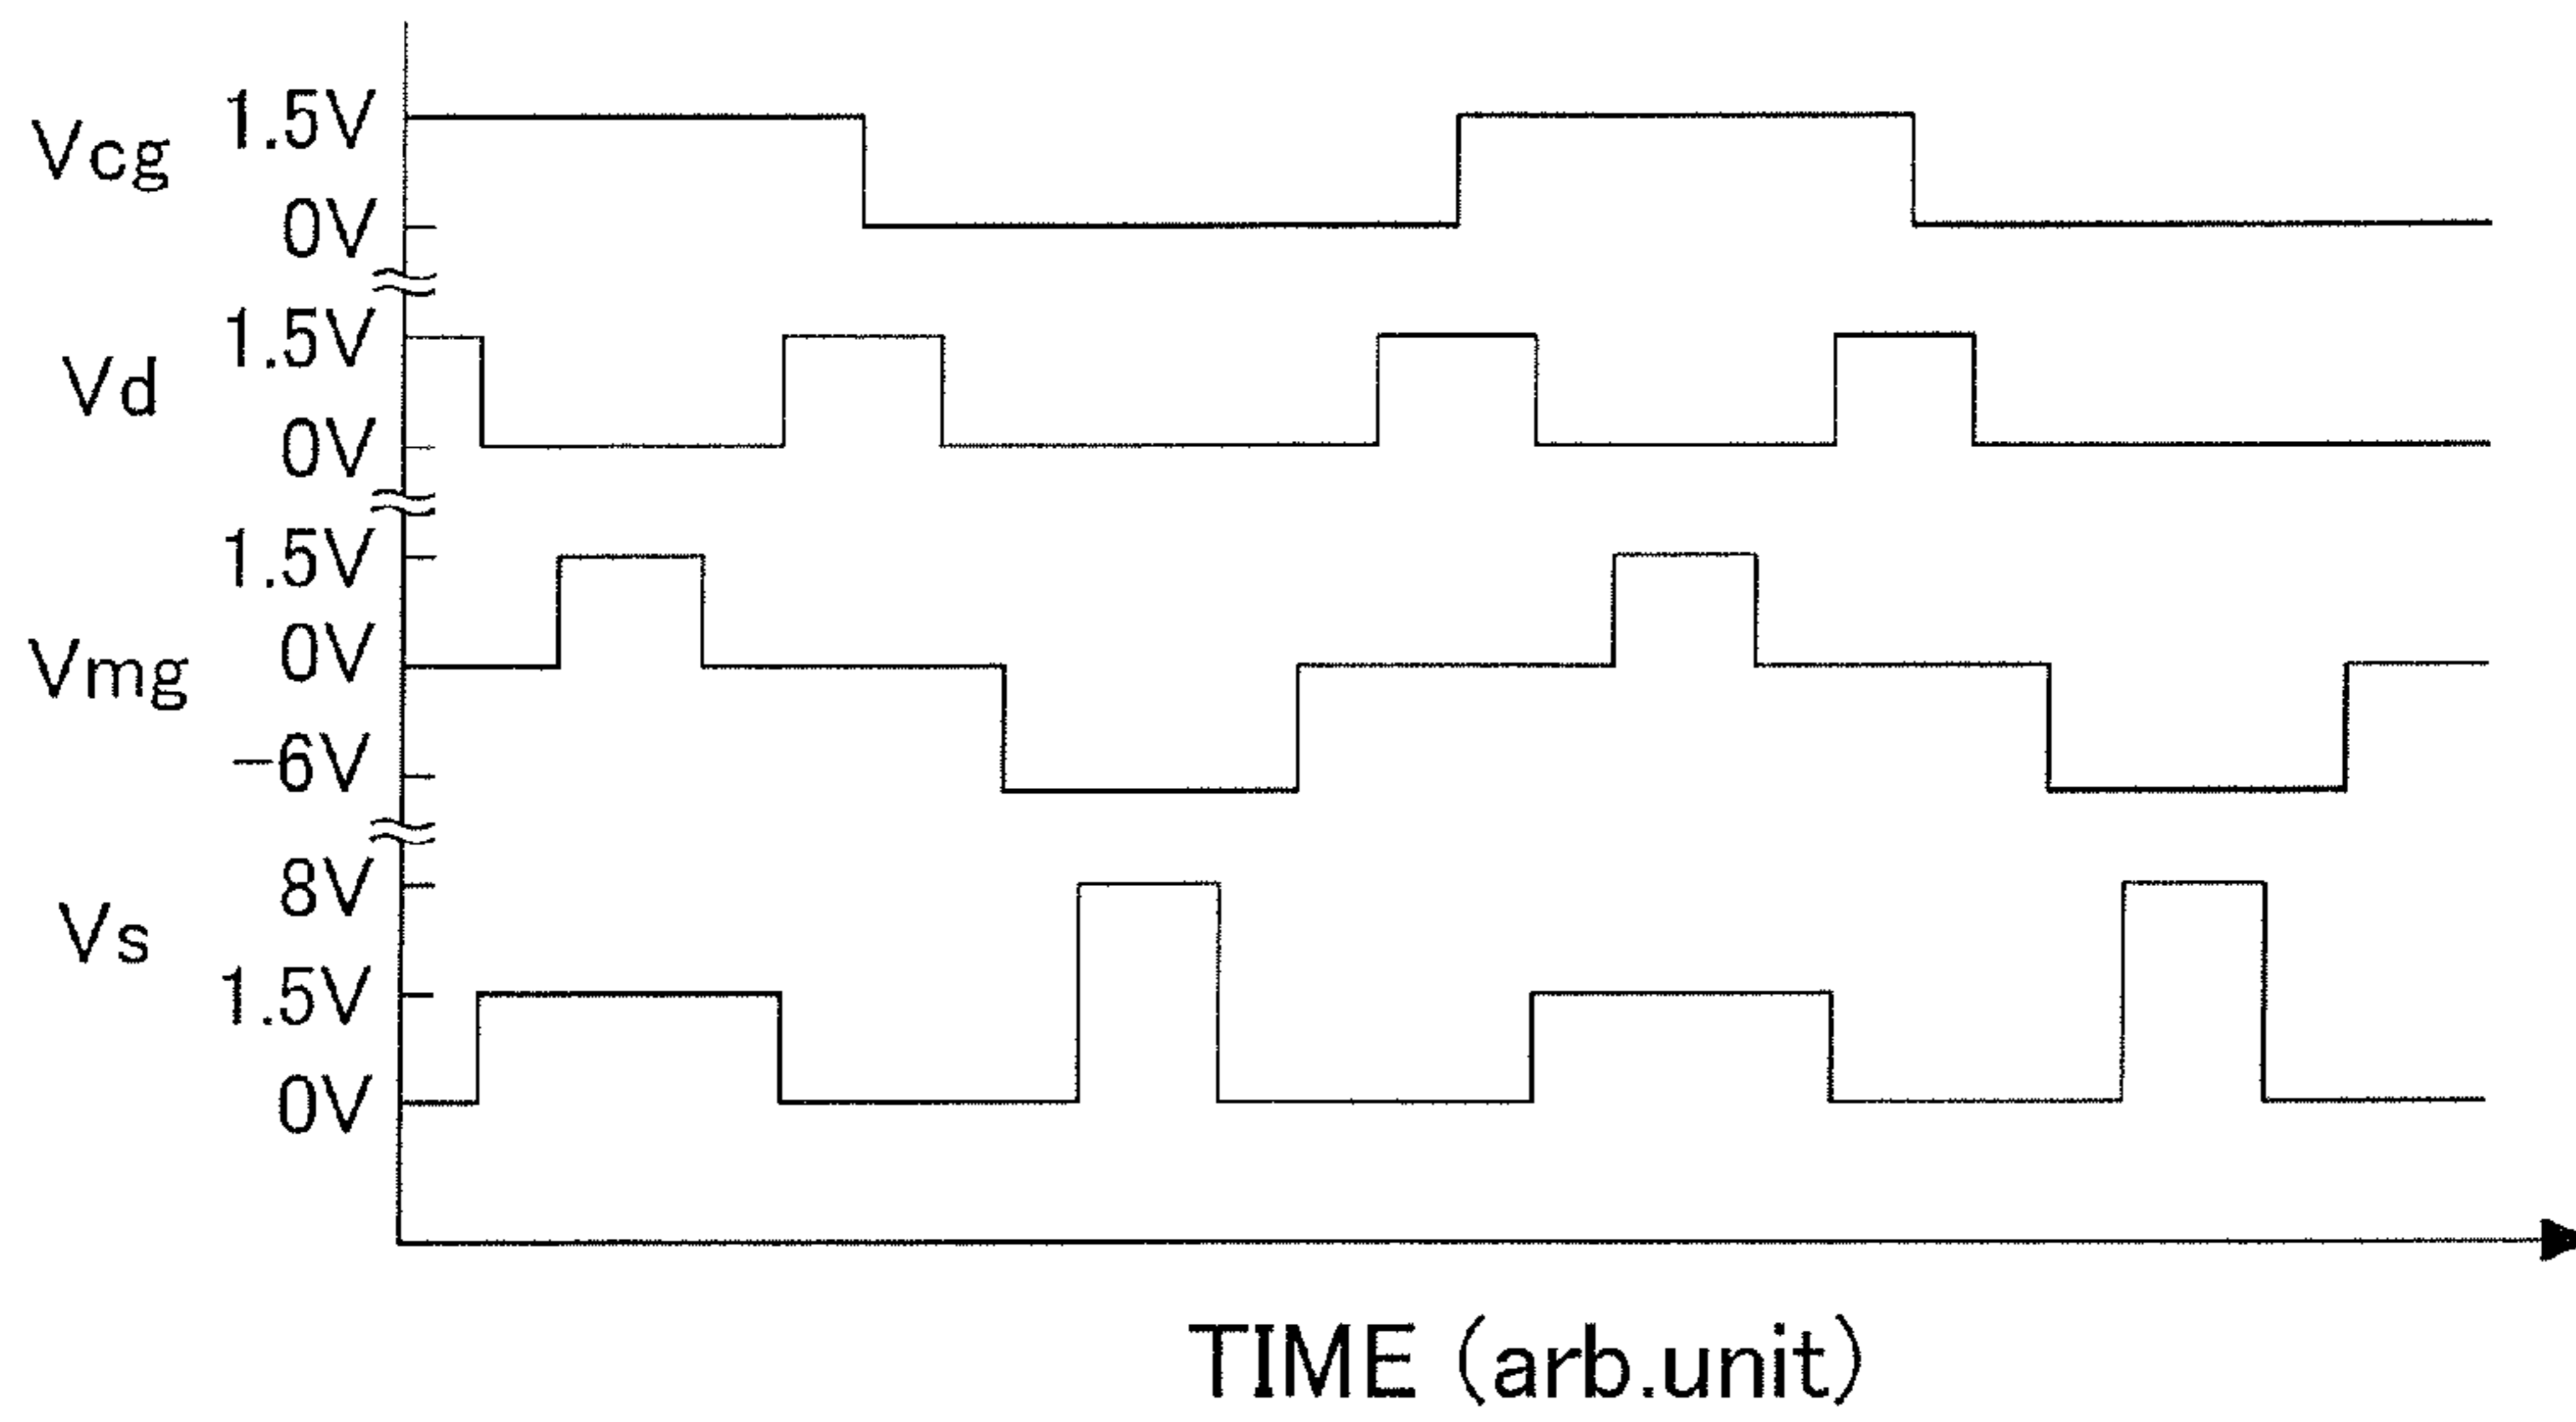 Vcg
1.5V
0V
Vd
1.5V
0V
Vmg
1.5V
0V
−6V
Vs
8V
1.5V
0V
TIME (arb.unit)